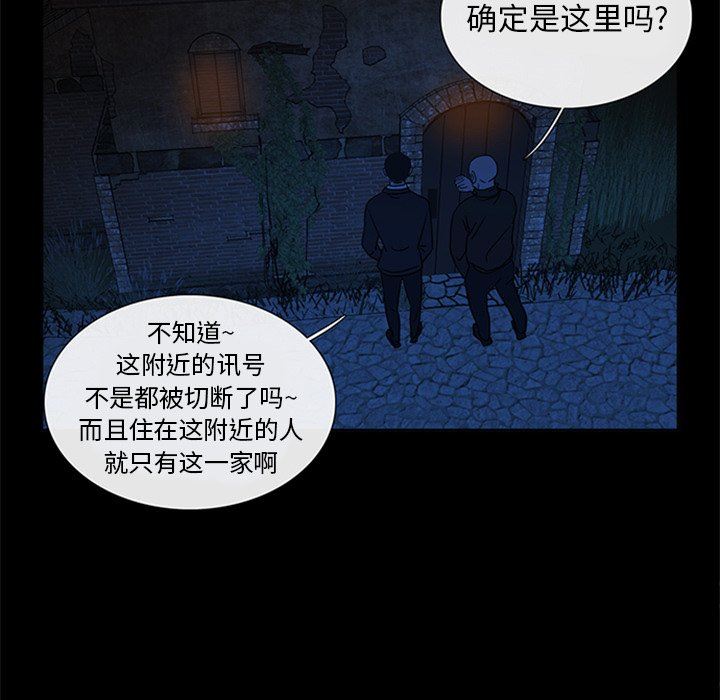 确定是这里吗?
不知道~
这附近的讯号
不是都被切断了吗~
而且住在这附近的人
就只有这一家啊